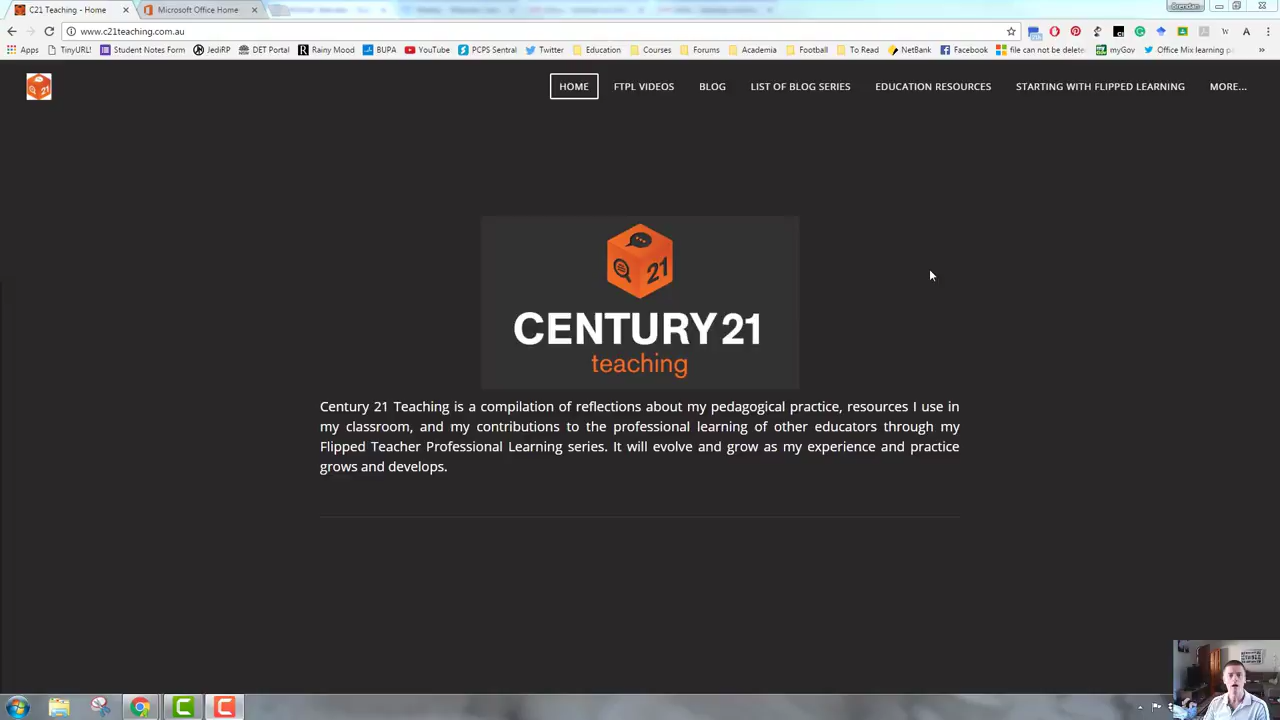 C21 Teaching - Home
Microsoft Office Home
www.c21teaching.com.au
Apps TinyURL! Student Notes Form JediRP DET Portal Rainy Mood BUPA YouTube PCPS Sentral Twitter Education Courses Forums Academia Football To Read NetBank Facebook file can not be delete myGov Office Mix learning p
HOME FTPL VIDEOS BLOG LIST OF BLOG SERIES EDUCATION RESOURCES STARTING WITH FLIPPED LEARNING MORE...
21
CENTURY 21
teaching
Century 21 Teaching is a compilation of reflections about my pedagogical practice, resources I use in
my classroom, and my contributions to the professional learning of other educators through my
Flipped Teacher Professional Learning series. It will evolve and grow as my experience and practice
grows and develops.